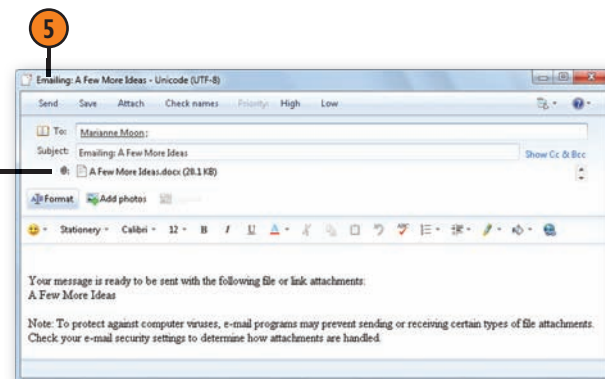 5
Emailing: A Few More Ideas - Unicode (UTF-8)
Send Save Attach Check names Priority: High Low
To: Marianne Moon;
Subject: Emailing: A Few More Ideas
Show Cc & Bcc
A Few More Ideas.docx (28.1 KB)
Format Add photos
Stationery Calibri 12 B I U A
Your message is ready to be sent with the following file or link attachments:
A Few More Ideas
Note: To protect against computer viruses, e-mail programs may prevent sending or receiving certain types of file attachments.
Check your e-mail security settings to determine how attachments are handled.